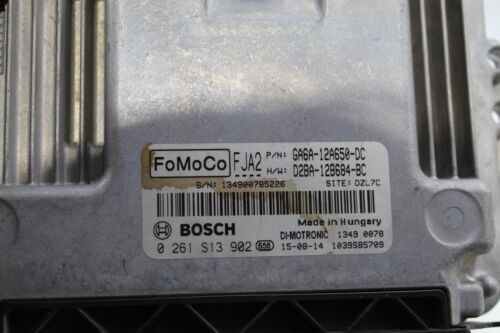 FoMoCo FJA2 P/N: GA6A-12A650-DC
H/W: D2BA-12B684-BC
S/N: 134900785226 SITE: DZL7C
BOSCH Made in Hungary
DI-MOTRONIC 1349 0078
0 261 S13 902 658 15-08-14 1039S85709